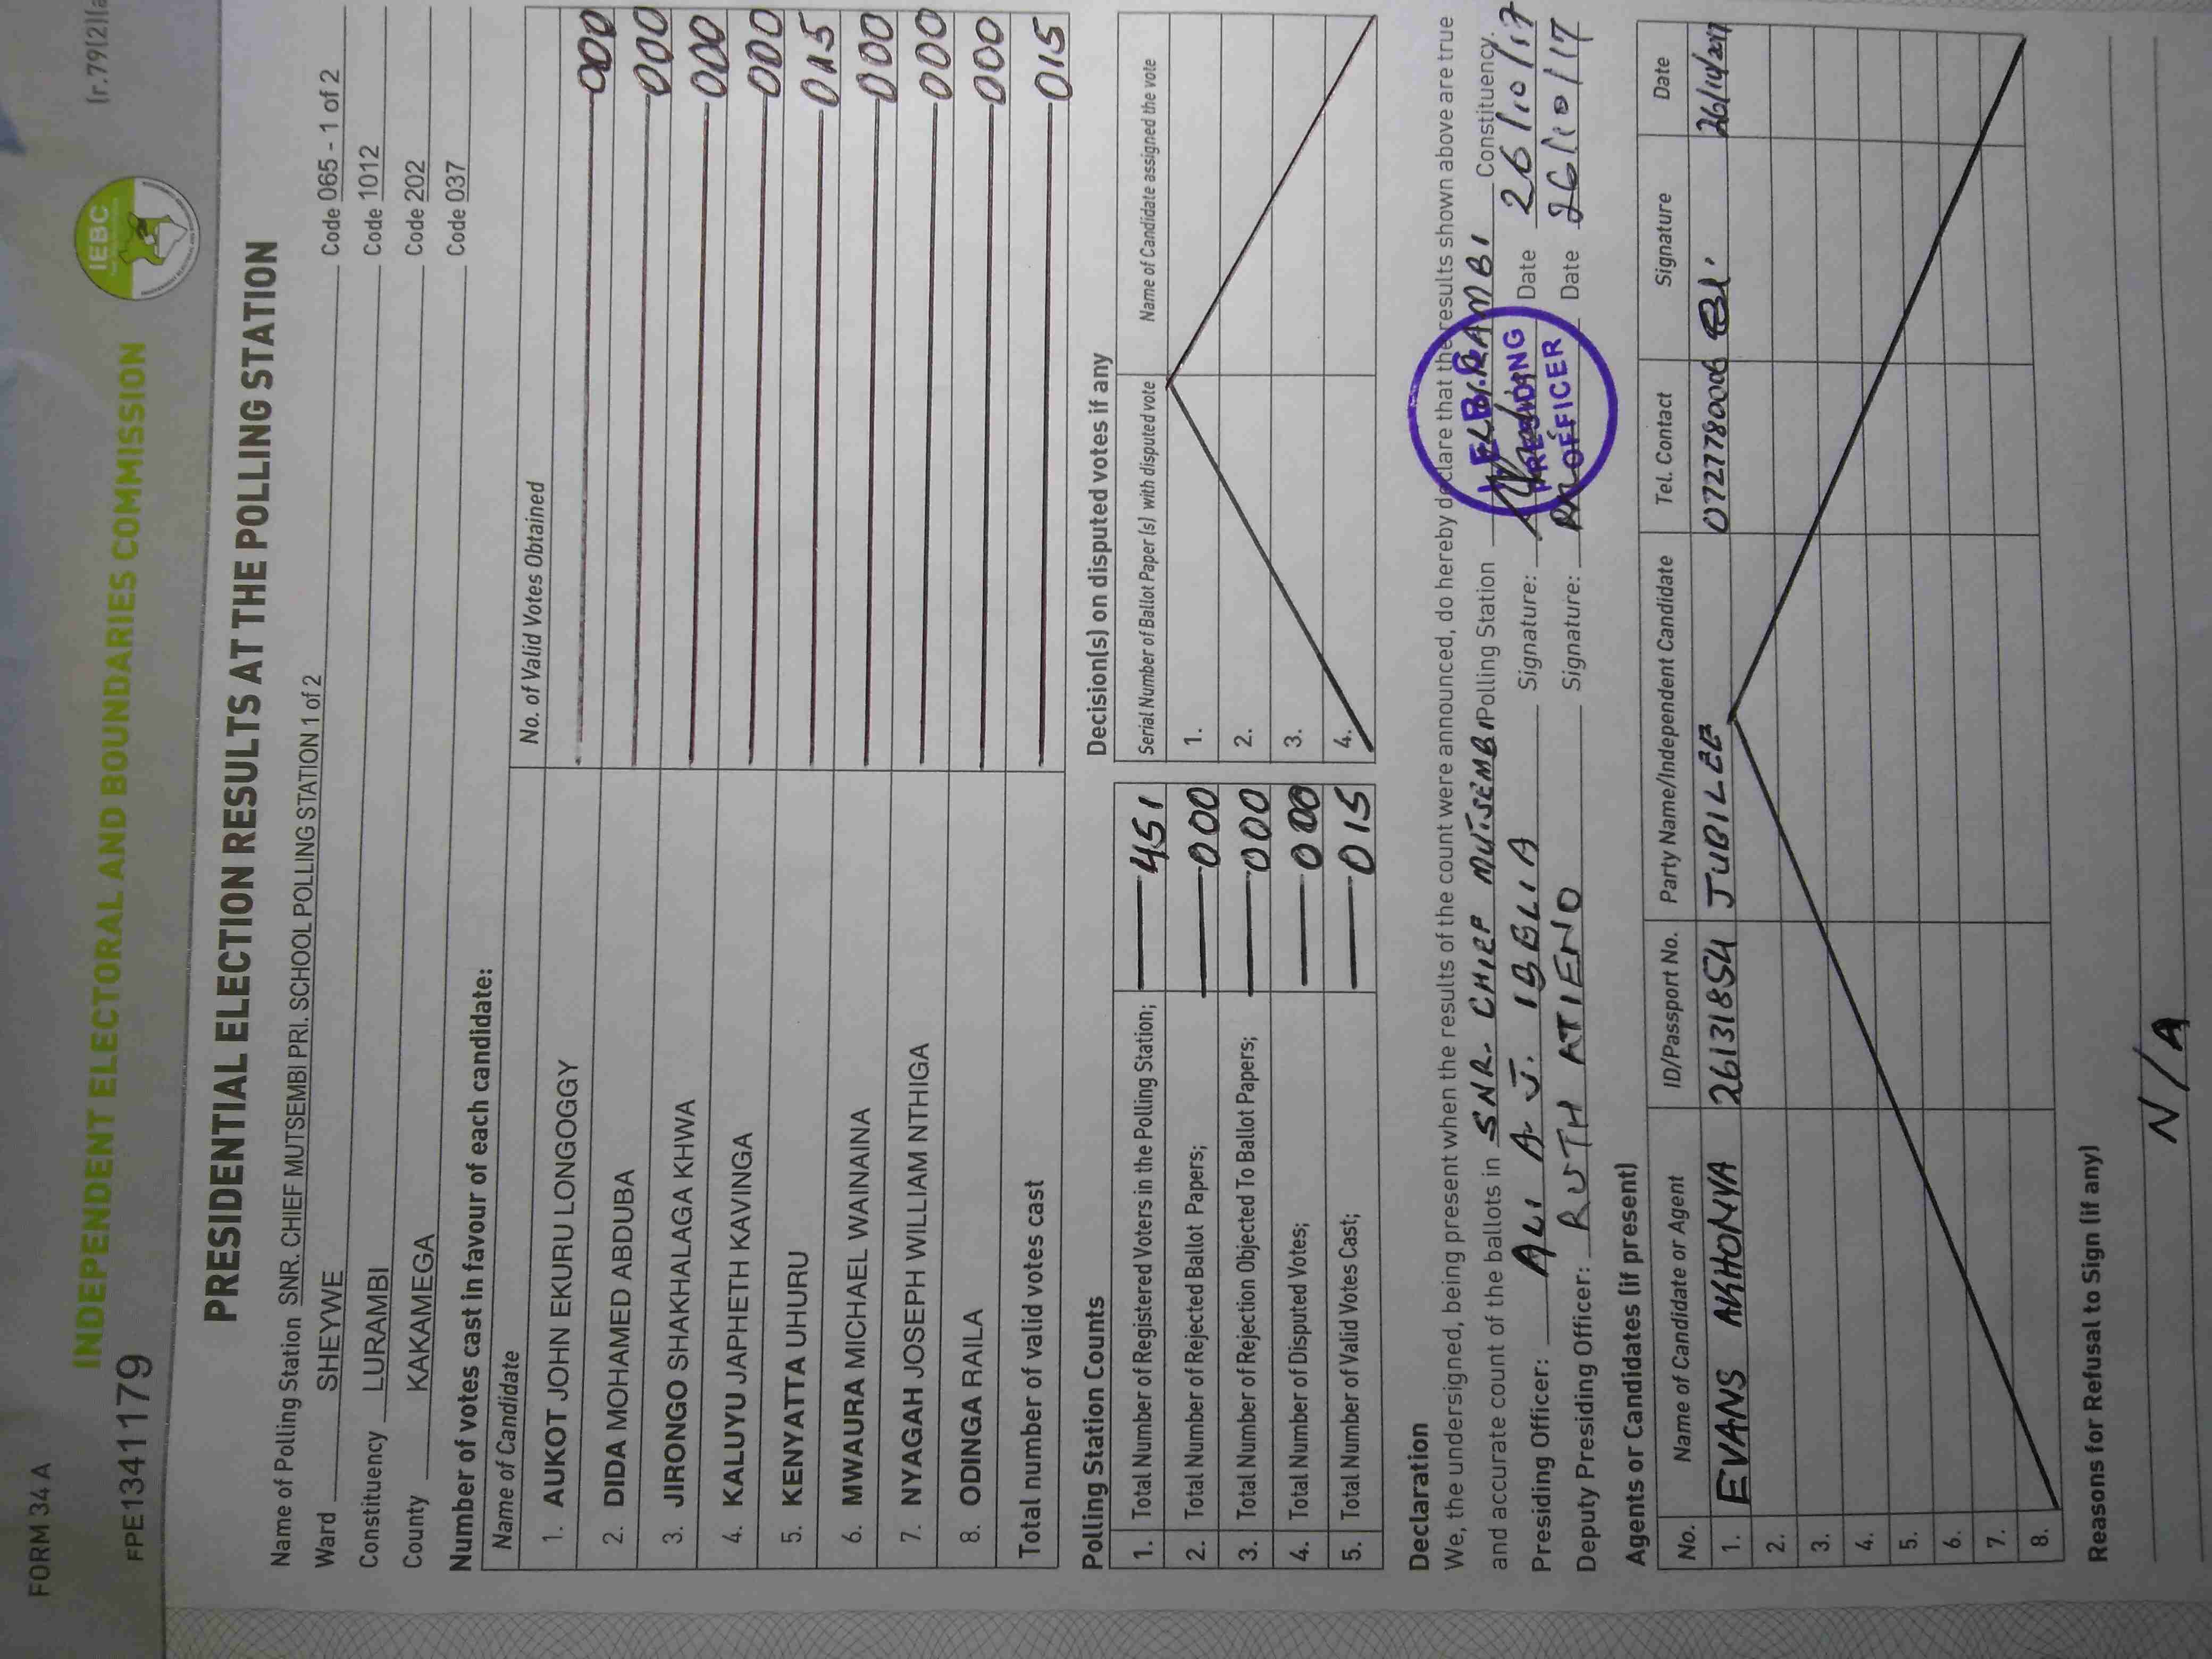 FORM 34 A
(r.79(2)(a
INDEPENDENT ELECTORAL AND BOUNDARIES COMMISSION
IEBC
FPE1341179
PRESIDENTIAL ELECTION RESULTS AT THE POLLING STATION
Name of Polling Station SNR. CHIEF MUTSEMBI PRI. SCHOOL POLLING STATION 1 of 2 Code 065 - 1 of 2
Ward SHEYWE Code 1012
Constituency LURAMBI Code 202
County KAKAMEGA Code 037
Number of votes cast in favour of each candidate:
Name of Candidate No. of Valid Votes Obtained
1. AUKOT JOHN EKURU LONGOGGY 000
2. DIDA MOHAMED ABDUBA 000
3. JIRONGO SHAKHALAGA KHWA 000
4. KALUYU JAPHETH KAVINGA 000
5. KENYATTA UHURU 015
6. MWAURA MICHAEL WAINAINA 000
7. NYAGAH JOSEPH WILLIAM NTHIGA 000
8. ODINGA RAILA 000
Total number of valid votes cast 015
Polling Station Counts
1. Total Number of Registered Voters in the Polling Station; 451
2. Total Number of Rejected Ballot Papers; 000
3. Total Number of Rejection Objected To Ballot Papers; 000
4. Total Number of Disputed Votes; 000
5. Total Number of Valid Votes Cast; 015
Decision(s) on disputed votes if any
Serial Number of Ballot Paper (s) with disputed vote Name of Candidate assigned the vote
1.
2.
3.
4.
Declaration
We, the undersigned, being present when the results of the count were announced, do hereby declare that the results shown above are true
and accurate count of the ballots in SNR. CHIEF MUTSEMBI Polling Station LURAMBI Constituency.
Presiding Officer: ALI A. J. IBBLIA Signature: Date 26/10/17
Deputy Presiding Officer: RUTH ATIENO Signature: Date 26/10/17
I.E.B.C
PRESIDING
OFFICER
Agents or Candidates (if present)
No. Name of Candidate or Agent ID/Passport No. Party Name/Independent Candidate Tel. Contact Signature Date
1. EVANS AKHONYA 26131854 JUBILEE 0727780006 26/10/2017
2.
3.
4.
5.
6.
7.
8.
Reasons for Refusal to Sign (if any)
N/A